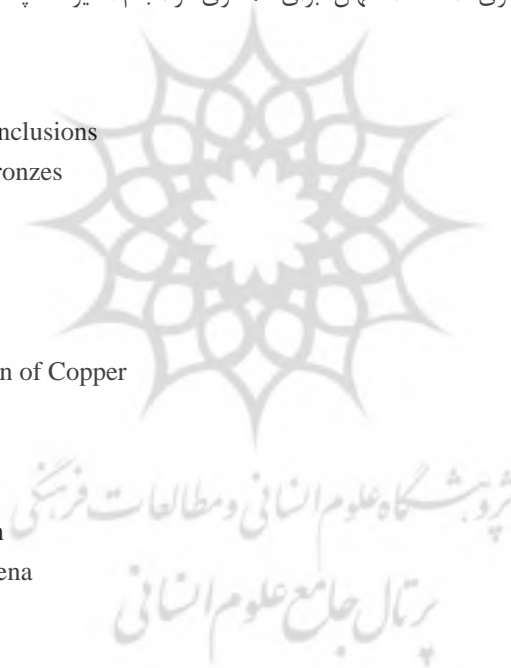 nclusions
ronzes
n of Copper
n
ena
پژوهشگاه علوم انسانی و مطالعات فرهنگی
پرتال جامع علوم انسانی